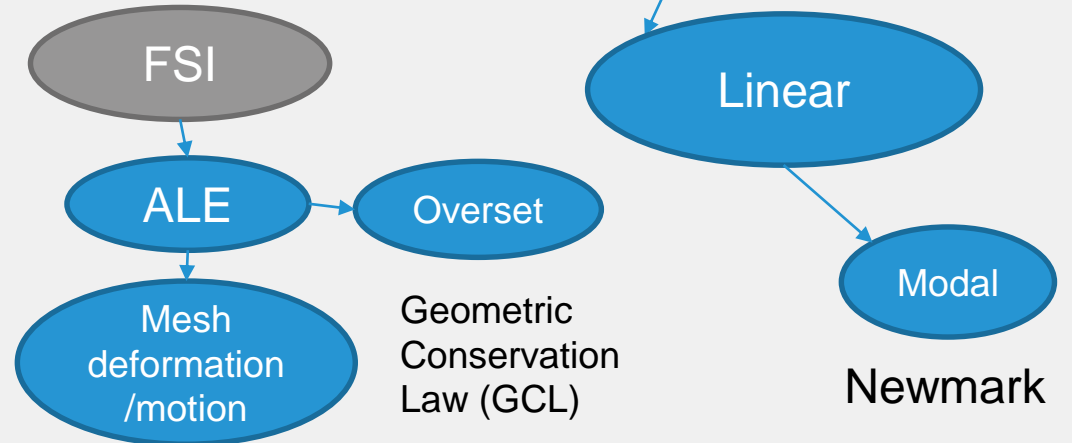 FSI
Linear
ALE
Overset
Modal
Mesh
deformation
/motion
Geometric
Conservation
Law (GCL)
Newmark